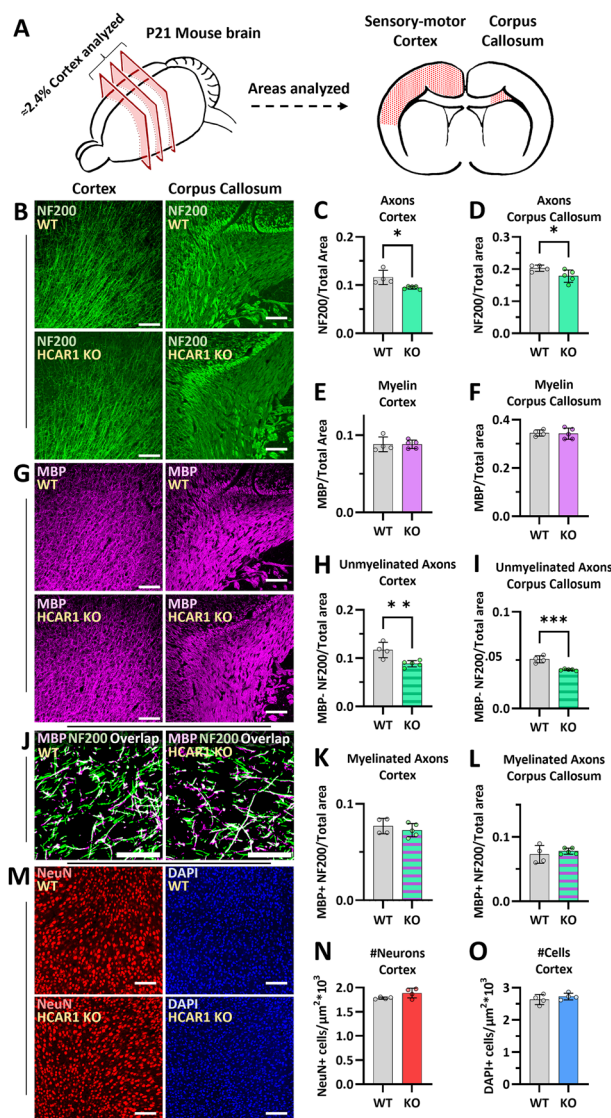 A
P21 Mouse brain
≈2.4% Cortex analyzed
Areas analyzed
Sensory-motor
Cortex
Corpus
Callosum
Cortex
Corpus Callosum
B
NF200
WT
NF200
WT
NF200
HCAR1 KO
NF200
HCAR1 KO
C
Axons
Cortex
NF200/Total area
0.2
0.1
0.0
*
WT
KO
D
Axons
Corpus Callosum
NF200/Total area
0.3
0.2
0.1
0.0
*
WT
KO
E
Myelin
Cortex
MBP/Total Area
0.1
0.0
WT
KO
F
Myelin
Corpus Callosum
MBP/Total Area
0.4
0.2
0.0
WT
KO
G
MBP
WT
MBP
WT
MBP
HCAR1 KO
MBP
HCAR1 KO
H
Unmyelinated Axons
Cortex
MBP- NF200/Total area
0.2
0.1
0.0
* *
WT
KO
I
Unmyelinated Axons
Corpus Callosum
MBP- NF200/Total area
0.1
.05
0.0
***
WT
KO
J
MBP NF200 Overlap
WT
MBP NF200 Overlap
HCAR1 KO
K
Myelinated Axons
Cortex
MBP+ NF200/Total area
0.1
0.0
WT
KO
L
Myelinated Axons
Corpus Callosum
MBP+ NF200/Total area
0.2
0.1
0.0
WT
KO
M
NeuN
WT
DAPI
WT
NeuN
HCAR1 KO
DAPI
HCAR1 KO
N
#Neurons
Cortex
NeuN+ cells/μm²*10³
3
2
1
0
WT
KO
O
#Cells
Cortex
DAPI+ cells/μm²*10³
3
2
1
0
WT
KO